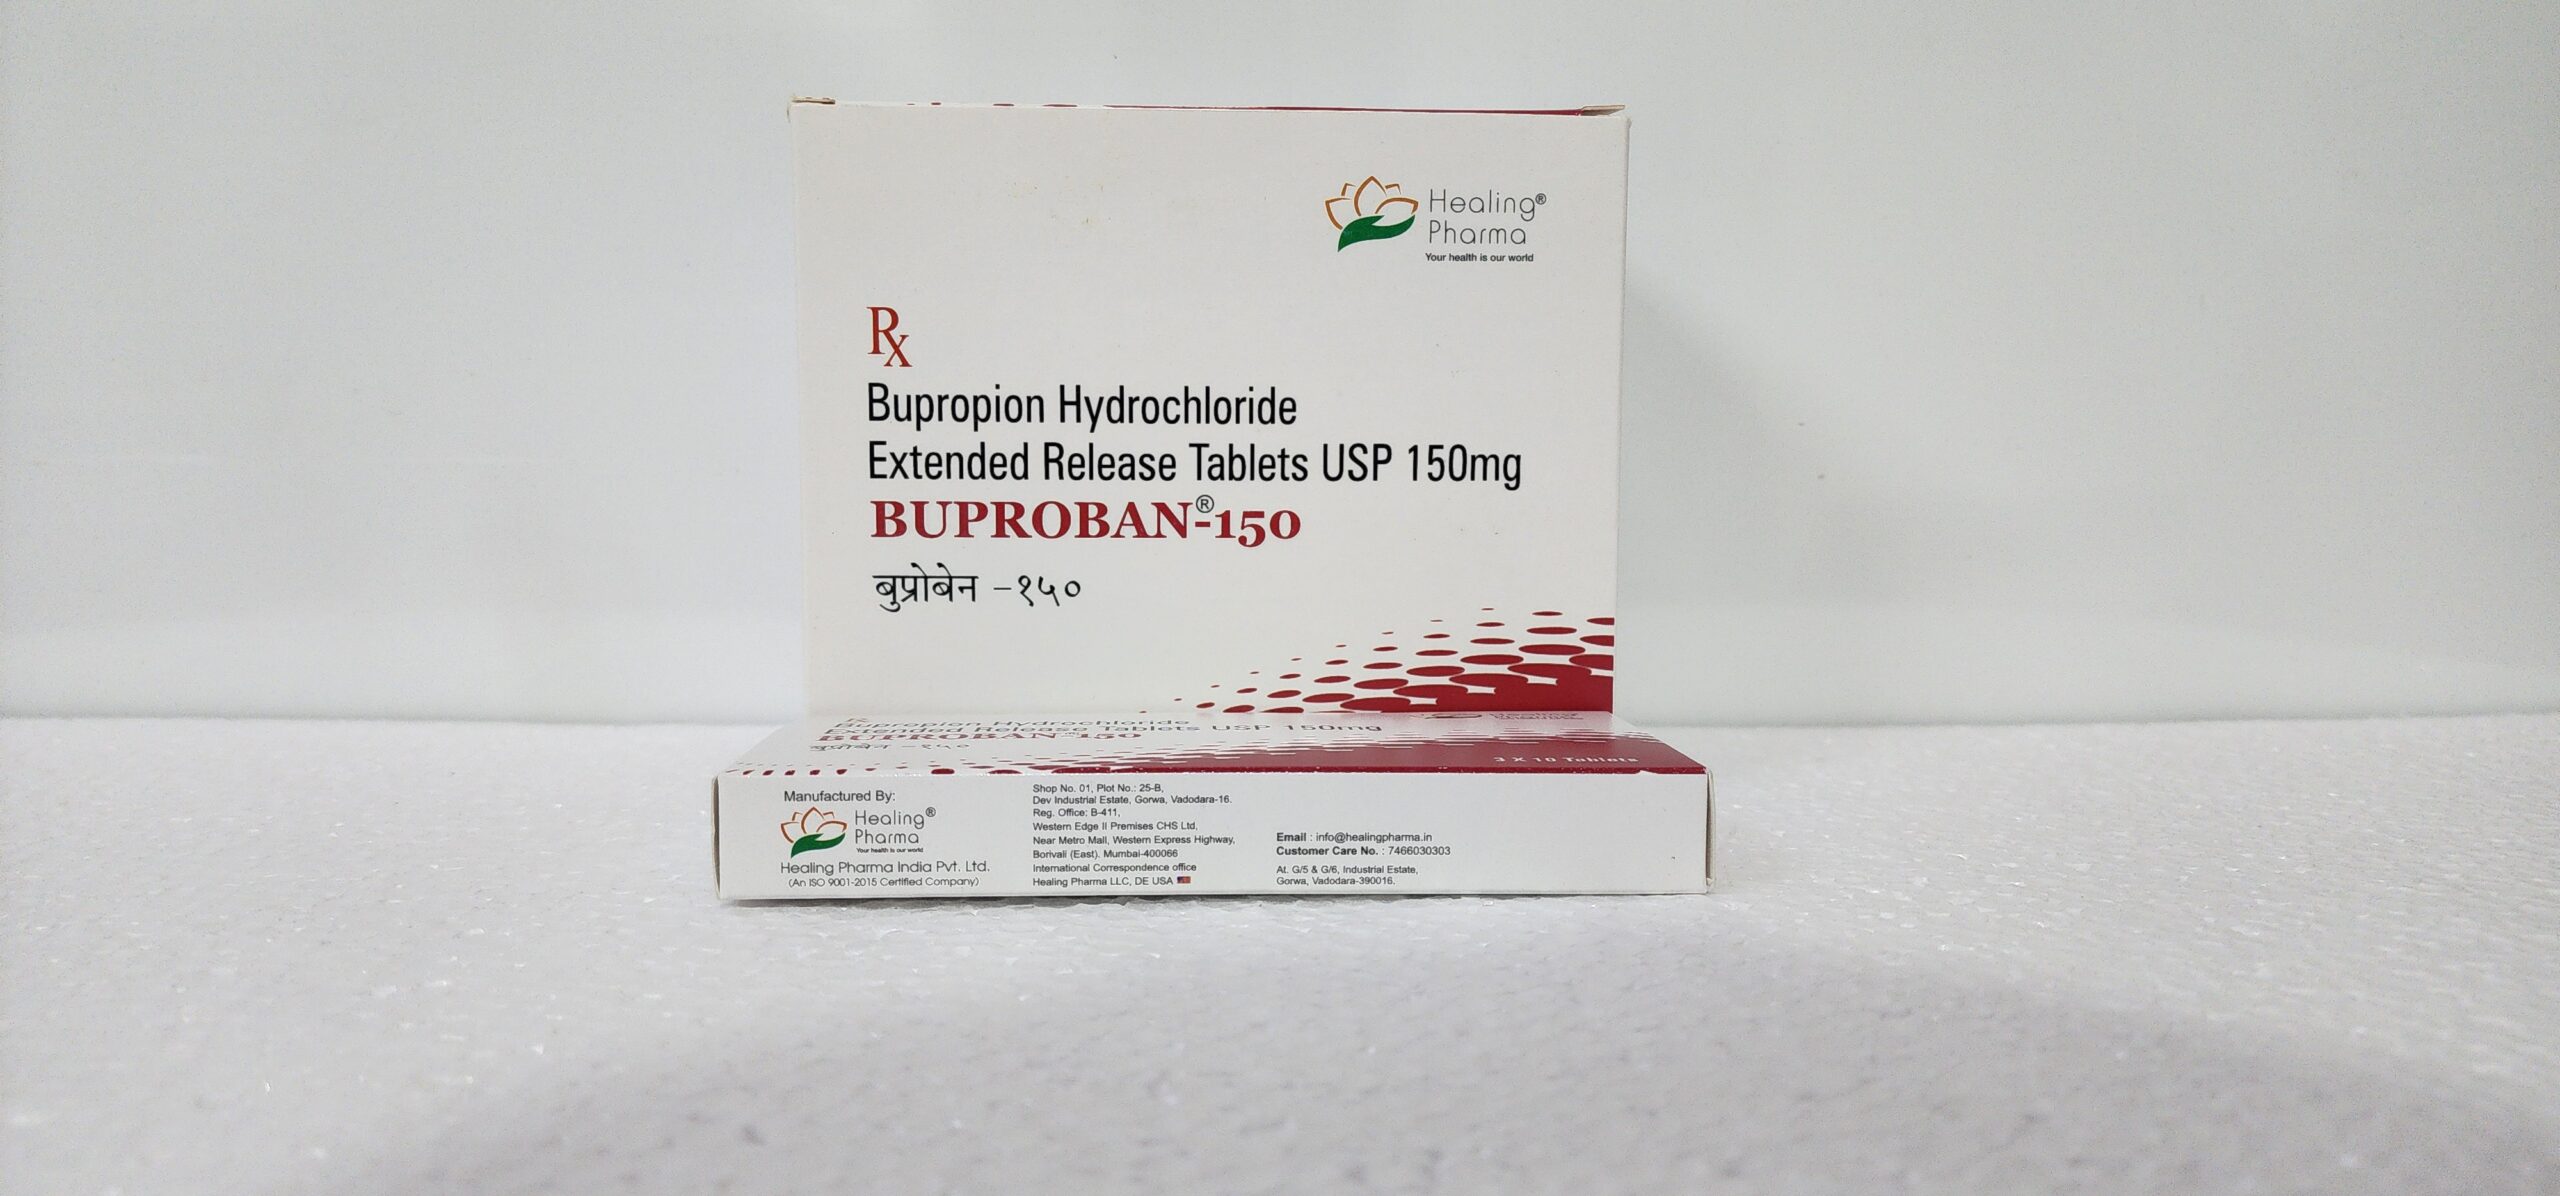 Healing®
Pharma
Your health is our world
Rx
Bupropion Hydrochloride
Extended Release Tablets USP 150mg
BUPROBAN®-150
बुप्रोबेन -१५०
Rx
Bupropion Hydrochloride
Extended Release Tablets USP 150mg
BUPROBAN®-150
बुप्रोबेन -१५०
Healing
Pharma
3 X 10 Tablets
Manufactured By:
Healing®
Pharma
Your health is our world
Healing Pharma India Pvt. Ltd.
(An ISO 9001-2015 Certified Company)
Shop No. 01, Plot No.: 25-B,
Dev Industrial Estate, Gorwa, Vadodara-16.
Reg. Office: B-411,
Western Edge II Premises CHS Ltd,
Near Metro Mall, Western Express Highway,
Borivali (East). Mumbai-400066
International Correspondence office
Healing Pharma LLC, DE USA
Email : info@healingpharma.in
Customer Care No. : 7466030303
At. G/5 & G/6, Industrial Estate,
Gorwa, Vadodara-390016.